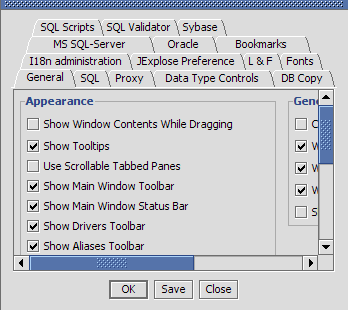 SQL Scripts SQL Validator Sybase
MS SQL-Server Oracle Bookmarks
I18n administration JExplose Preference L & F Fonts
General SQL Proxy Data Type Controls DB Copy
Appearance
Gene
Show Window Contents While Dragging
C
Show Tooltips
W
Use Scrollable Tabbed Panes
W
Show Main Window Toolbar
W
Show Main Window Status Bar
S
Show Drivers Toolbar
Show Aliases Toolbar
OK Save Close